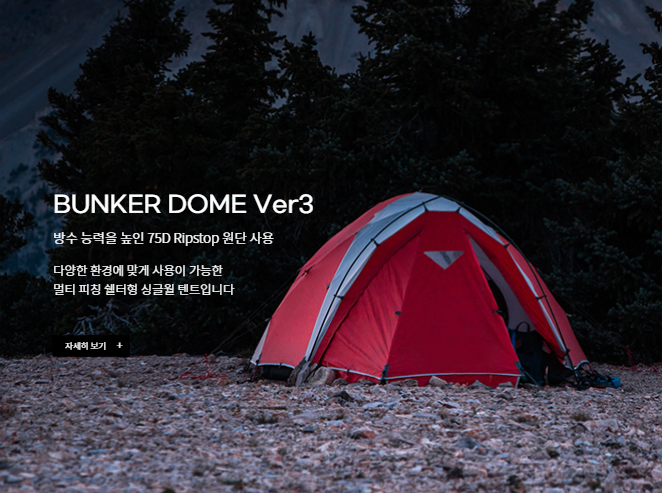 BUNKER DOME Ver3
방수 능력을 높인 75D Ripstop 원단 사용
다양한 환경에 맞게 사용이 가능한
멀티 피칭 쉘터형 싱글월 텐트입니다
자세히 보기 +